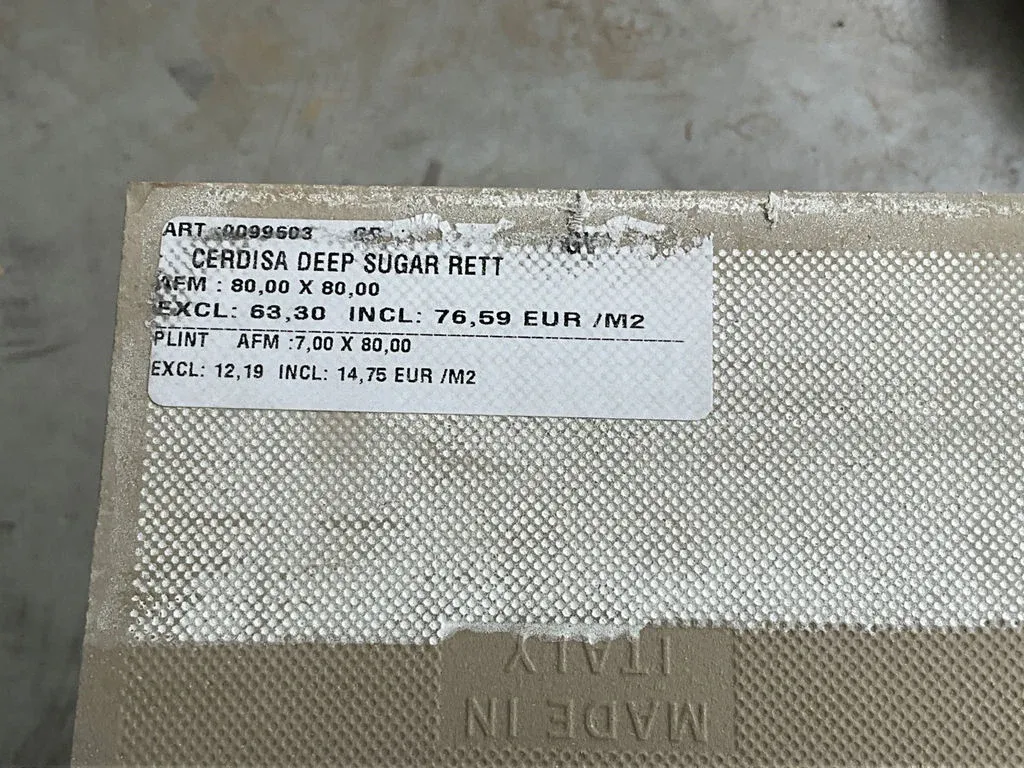 ART 0099603 GV
CERDISA DEEP SUGAR RETT
AFM : 80,00 X 80,00
EXCL: 63,30 INCL: 76,59 EUR /M2
PLINT AFM :7,00 X 80,00
EXCL: 12,19 INCL: 14,75 EUR /M2
MADE IN
ITALY